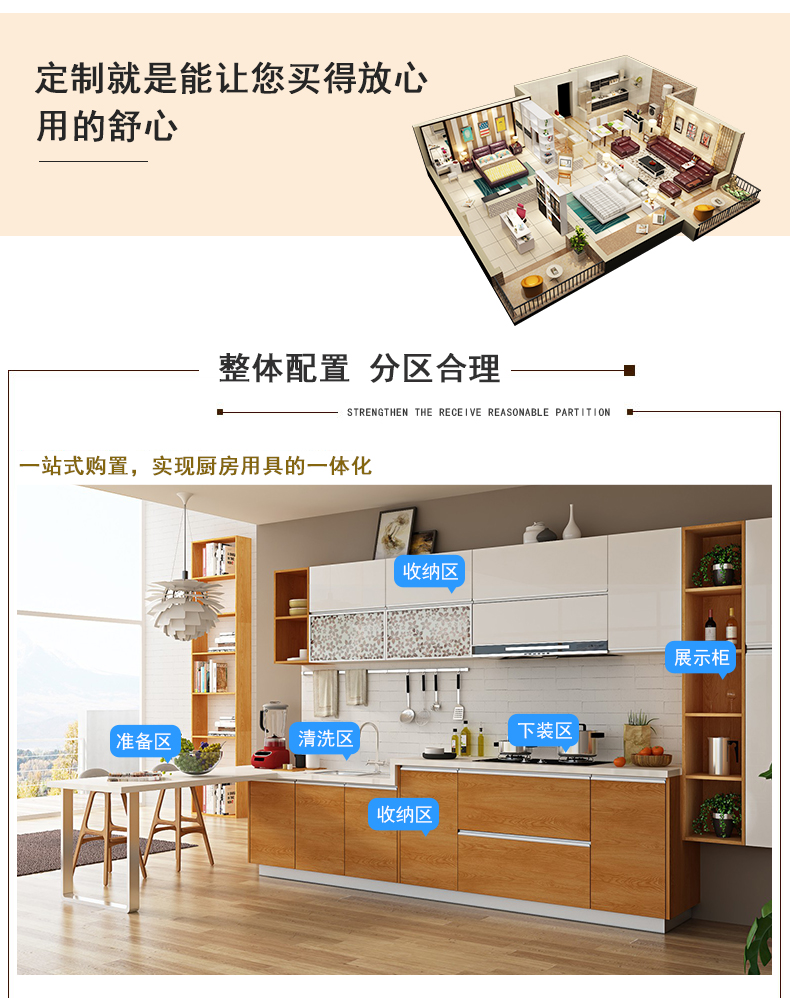 定制就是能让您买得放心
用的舒心
整体配置 分区合理
STRENGTHEN THE RECEIVE REASONABLE PARTITION
一站式购置，实现厨房用具的一体化
收纳区
展示柜
准备区
清洗区
下装区
收纳区